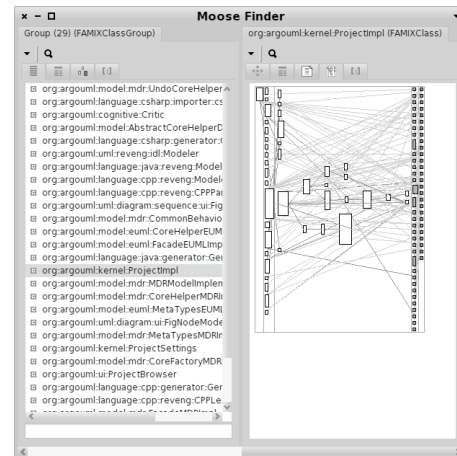 Moose Finder
Group (29) (FAMIXClassGroup)
org:argouml:kernel:ProjectImpl (FAMIXClass)
org:argouml:model:mdr:UndoCoreHelper
org:argouml:language:csharp:importer:cs
org:argouml:cognitive:Critic
org:argouml:model:AbstractCoreHelperD
org:argouml:language:csharp:generator:
org:argouml:uml:reveng:idl:Modeler
org:argouml:language:java:reveng:Model
org:argouml:language:cpp:reveng:Model
org:argouml:language:cpp:reveng:CPPPar
org:argouml:uml:diagram:sequence:ui:Fig
org:argouml:model:mdr:CommonBehavio
org:argouml:model:euml:CoreHelperEUM
org:argouml:model:euml:FacadeEUMLImp
org:argouml:language:java:generator:Ger
org:argouml:kernel:ProjectImpl
org:argouml:model:mdr:MDRModelImplem
org:argouml:model:mdr:CoreHelperMDRI
org:argouml:model:euml:MetaTypesEUML
org:argouml:uml:diagram:ui:FigNodeMode
org:argouml:model:mdr:MetaTypesMDRIr
org:argouml:kernel:ProjectSettings
org:argouml:model:mdr:CoreFactoryMDR
org:argouml:ui:ProjectBrowser
org:argouml:language:cpp:generator:Ger
org:argouml:language:cpp:reveng:CPPLe